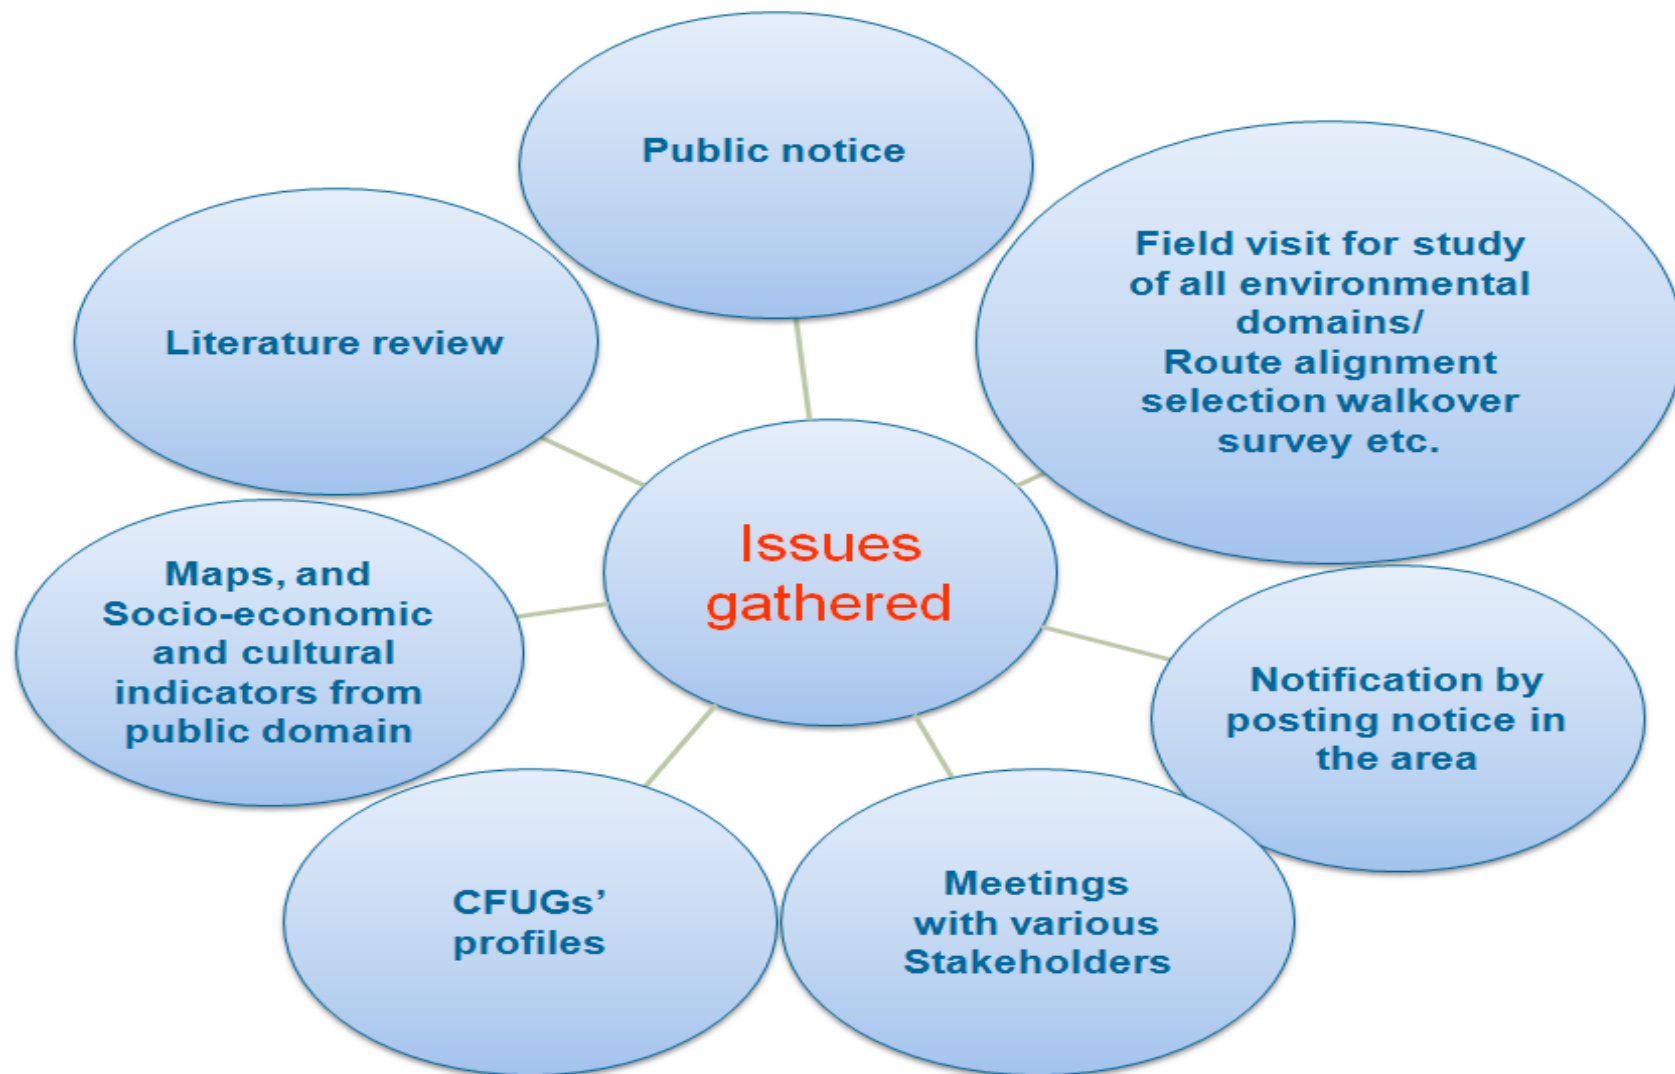 Public notice
Field visit for study
of all environmental
domains/
Route alignment
selection walkover
survey etc.
Notification by
posting notice in
the area
Meetings
with various
Stakeholders
CFUGs’
profiles
Maps, and
Socio-economic
and cultural
indicators from
public domain
Literature review
Issues
gathered